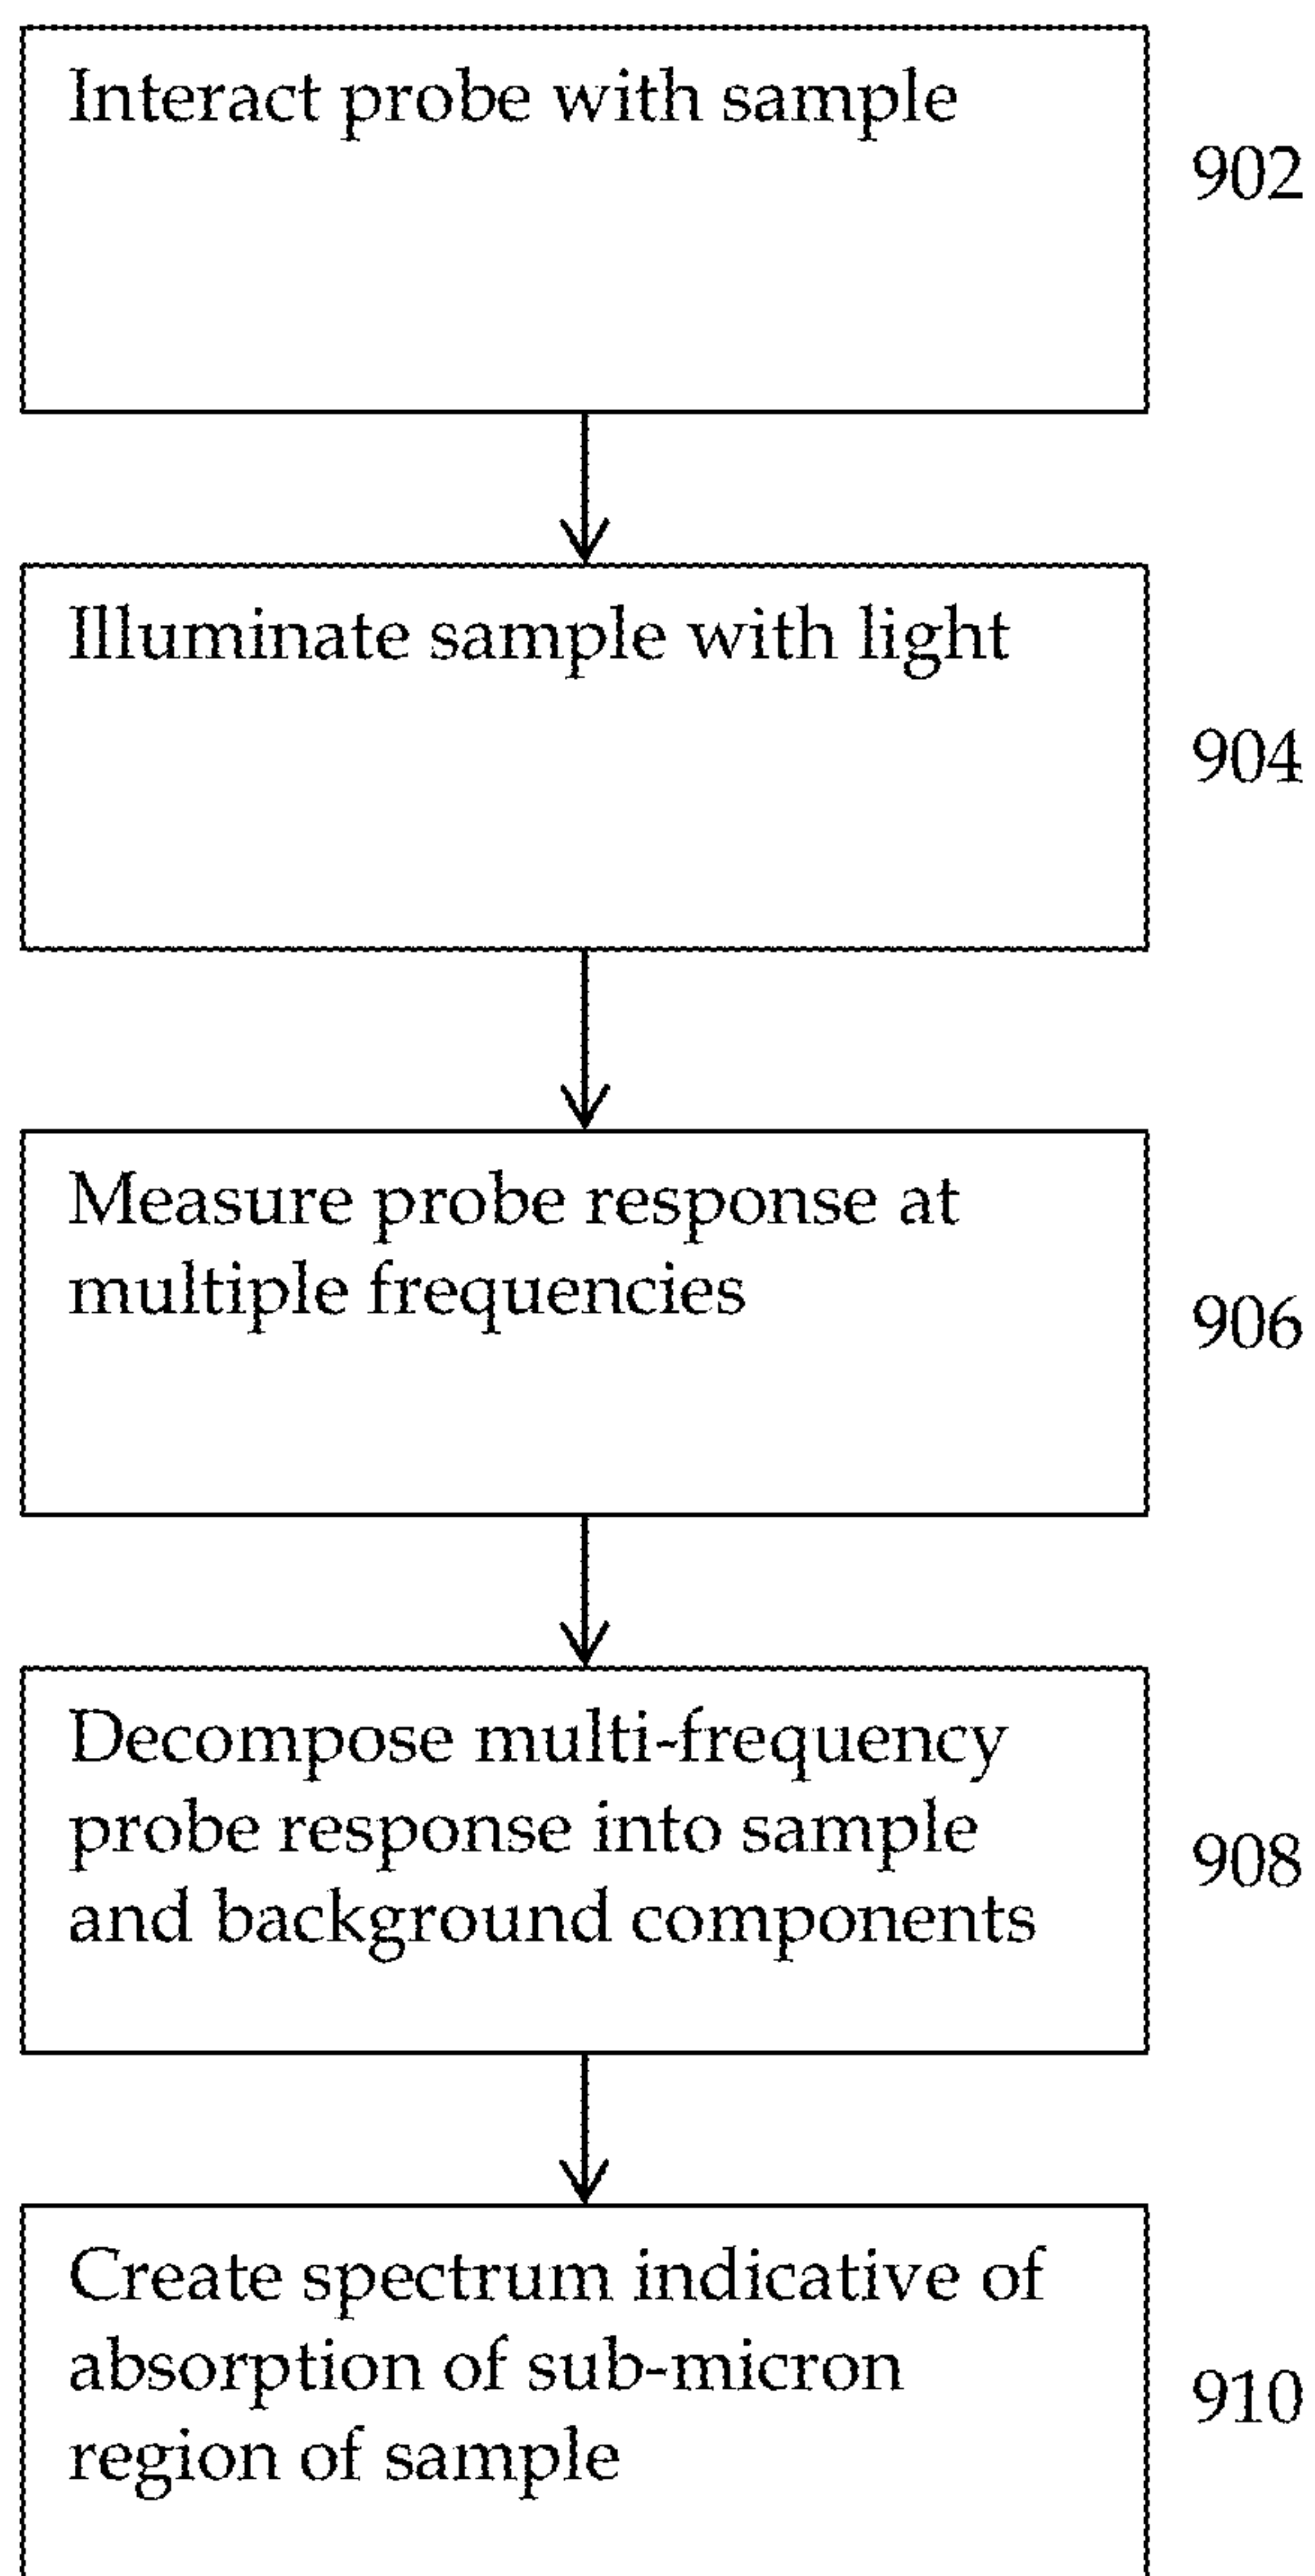 Interact probe with sample
902
Illuminate sample with light
904
Measure probe response at
multiple frequencies
906
Decompose multi-frequency
probe response into sample
and background components
908
Create spectrum indicative of
absorption of sub-micron
region of sample
910